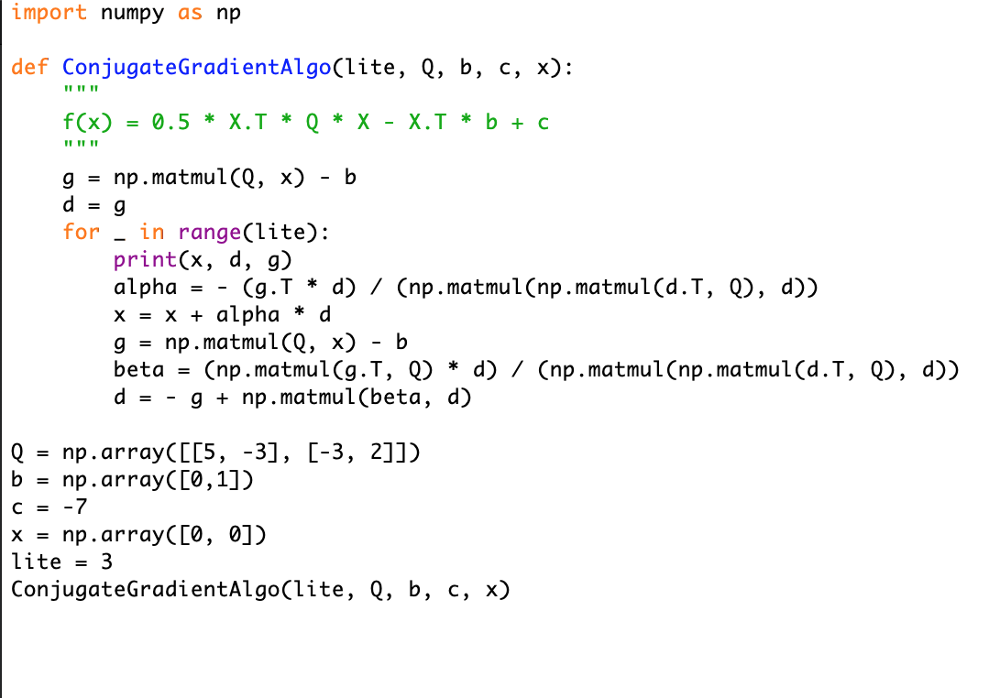 import numpy as np
def ConjugateGradientAlgo(lite, Q, b, c, x):
    """
    f(x) = 0.5 * X.T * Q * X - X.T * b + c
    """
    g = np.matmul(Q, x) - b
    d = g
    for _ in range(lite):
        print(x, d, g)
        alpha = - (g.T * d) / (np.matmul(np.matmul(d.T, Q), d))
        x = x + alpha * d
        g = np.matmul(Q, x) - b
        beta = (np.matmul(g.T, Q) * d) / (np.matmul(np.matmul(d.T, Q), d))
        d = - g + np.matmul(beta, d)
Q = np.array([[5, -3], [-3, 2]])
b = np.array([0,1])
c = -7
x = np.array([0, 0])
lite = 3
ConjugateGradientAlgo(lite, Q, b, c, x)